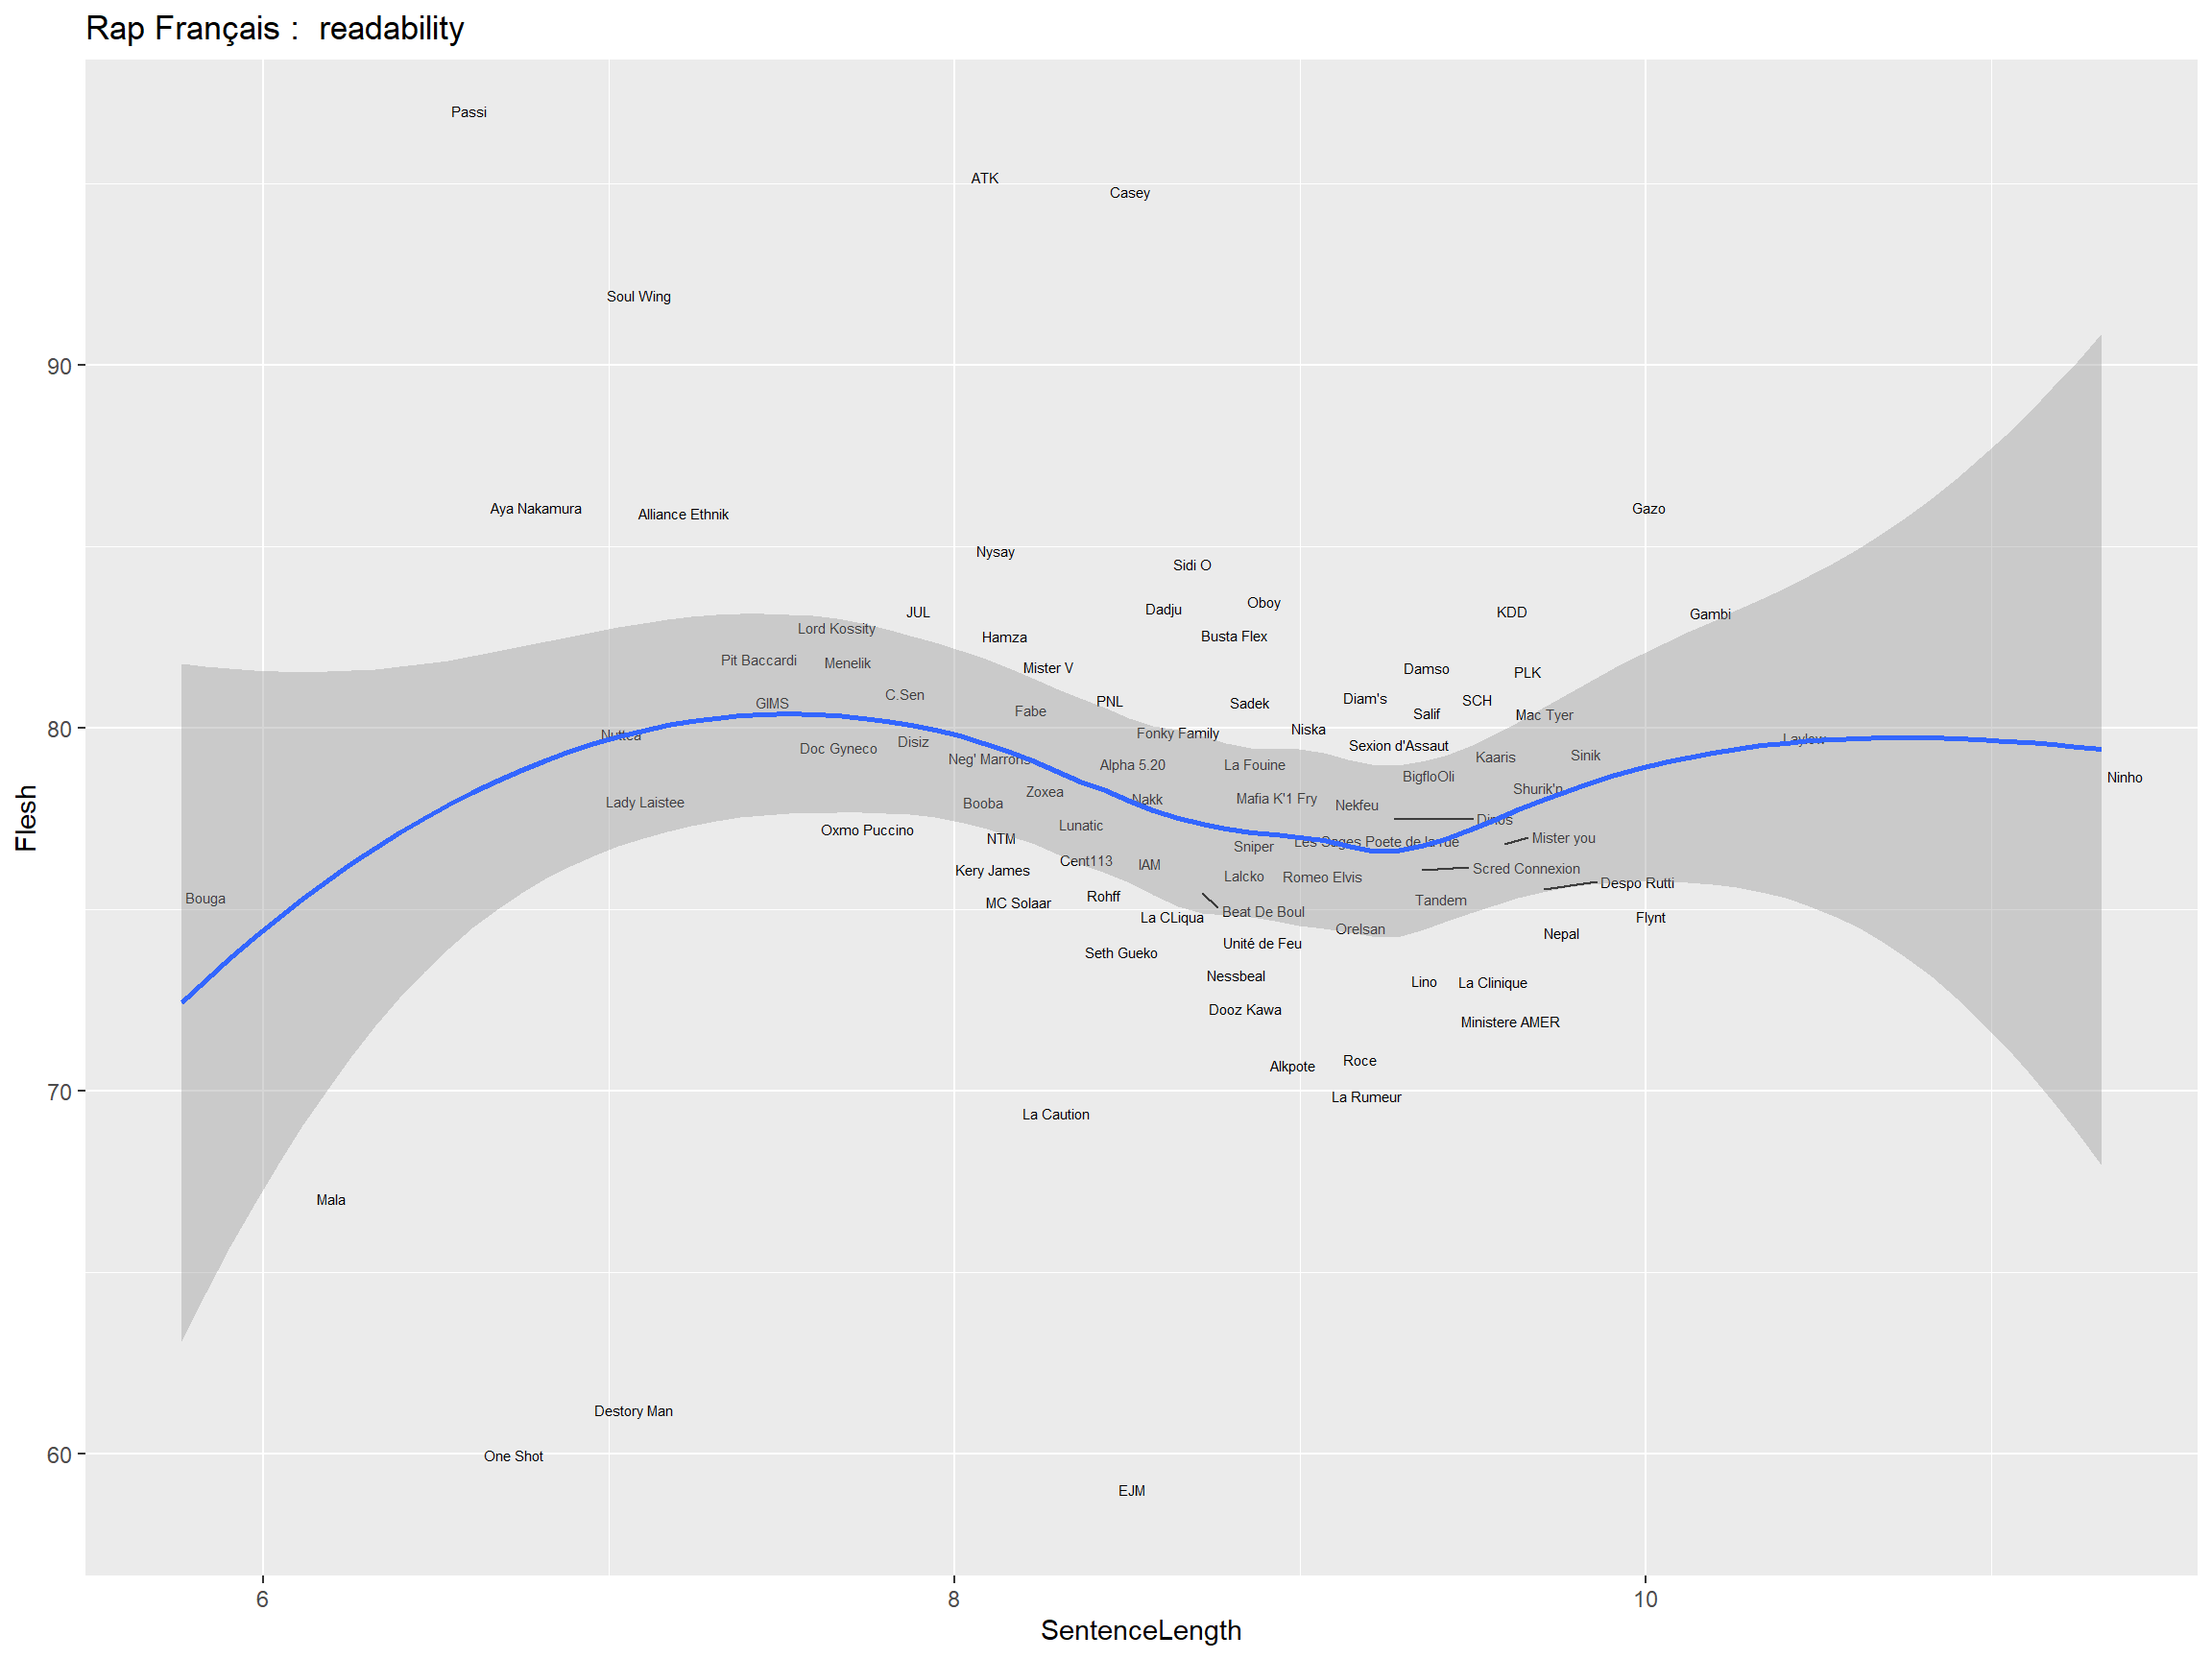 Rap Français :  readability
Passi
ATK
Casey
Soul Wing
90
Aya Nakamura
Gazo
Alliance Ethnik
Nysay
Sidi O
Oboy
Dadju
JUL
KDD
Gambi
Lord Kossity
Hamza
Busta Flex
Pit Baccardi
Menelik
Mister V
Damso
PLK
C.Sen
Diam's
GIMS
PNL
Sadek
SCH
Fabe
Salif
Mac Tyer
80
Nuttea
Niska
Fonky Family
Laylow
Disiz
Doc Gyneco
Sexion d'Assaut
Neg' Marrons
Kaaris
Sinik
Alpha 5.20
La Fouine
BigfloOli
Ninho
Zoxea
Shurik'n
Lady Laistee
Booba
Nakk
Mafia K'1 Fry
Nekfeu
Flesh
Dinos
Lunatic
Oxmo Puccino
NTM
Sniper
Les Sages Poete de la rue
Mister you
Cent113
IAM
Kery James
Scred Connexion
Lalcko
Romeo Elvis
Despo Rutti
Bouga
MC Solaar
Rohff
Tandem
La CLiqua
Beat De Boul
Flynt
Orelsan
Nepal
Unité de Feu
Seth Gueko
Nessbeal
Lino
La Clinique
Dooz Kawa
Ministere AMER
Alkpote
Roce
70
La Rumeur
La Caution
Mala
Destory Man
60
One Shot
EJM
6
8
10
SentenceLength